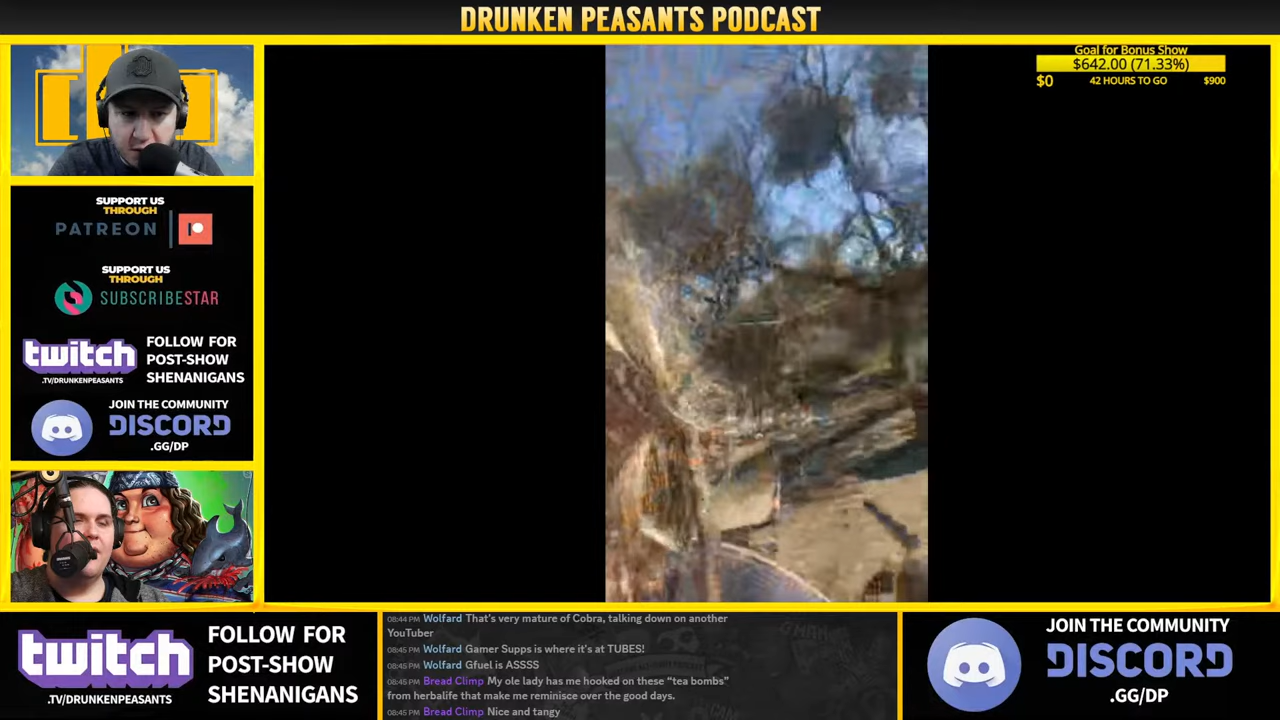 DRUNKEN PEASANTS PODCAST
Goal for Bonus Show
$642.00 (71.33%)
$0 42 HOURS TO GO $900
SUPPORT US
THROUGH
PATREON
SUPPORT US
THROUGH
SUBSCRIBESTAR
twitch
.TV/DRUNKENPEASANTS
FOLLOW FOR
POST-SHOW
SHENANIGANS
JOIN THE COMMUNITY
DISCORD
.GG/DP
twitch
.TV/DRUNKENPEASANTS
FOLLOW FOR
POST-SHOW
SHENANIGANS
08:44 PM Wolfard That's very mature of Cobra, talking down on another
YouTuber
08:45 PM Wolfard Gamer Supps is where it's at TUBES!
08:45 PM Wolfard Gfuel is ASSSS
08:45 PM Bread Climp My ole lady has me hooked on these “tea bombs”
from herbalife that make me reminisce over the good days.
08:45 PM Bread Climp Nice and tangy
JOIN THE COMMUNITY
DISCORD
.GG/DP